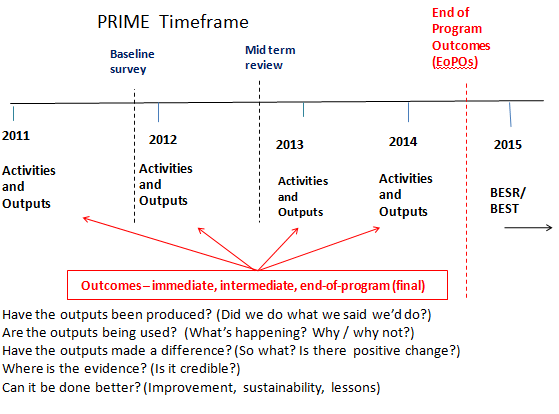 PRIME Timeframe
End of
Program
Outcomes
(EoPOs)
Baseline
survey
Mid term
review
2011
2012
2013
2014
2015
Activities
and
Outputs
Activities
and
Outputs
Activities
and
Outputs
Activities
and
Outputs
BESR/
BEST
Outcomes – immediate, intermediate, end-of-program (final)
Have the outputs been produced? (Did we do what we said we'd do?)
Are the outputs being used? (What's happening? Why / why not?)
Have the outputs made a difference? (So what? Is there positive change?)
Where is the evidence? (Is it credible?)
Can it be done better? (Improvement, sustainability, lessons)